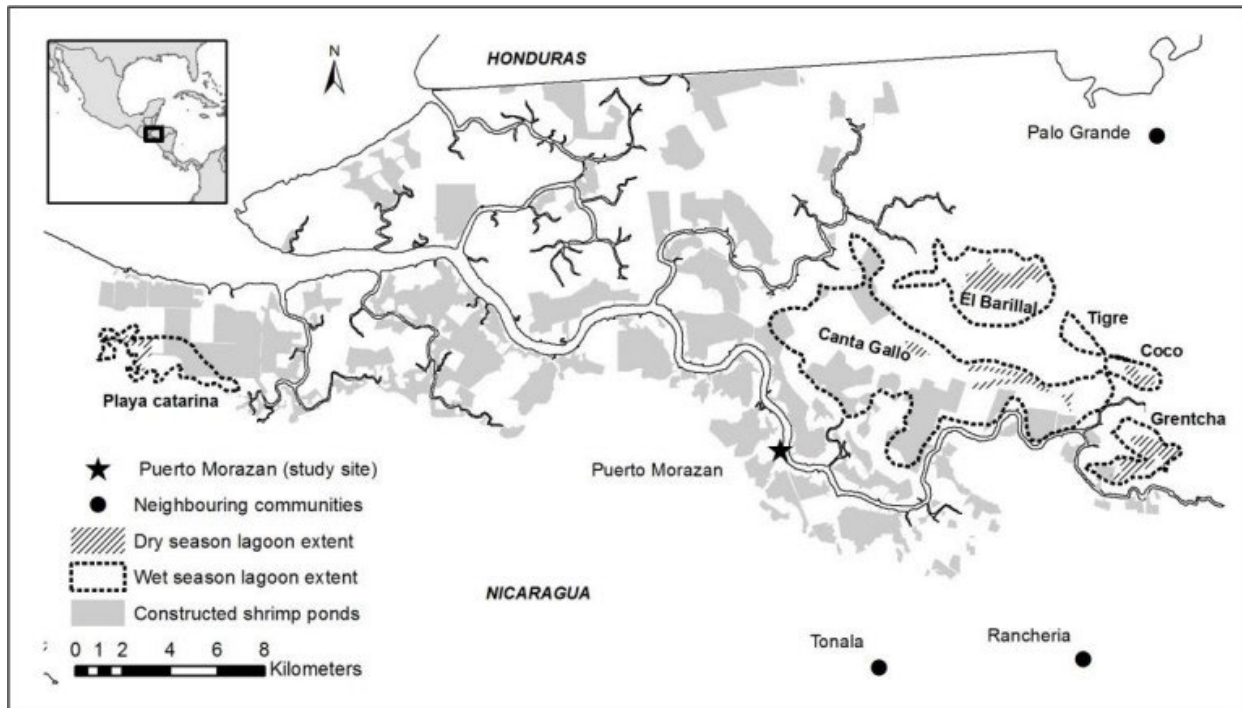 N
HONDURAS
Palo Grande
El Barillal
Tigre
Canta Gallo
Coco
Playa catarina
Grentcha
Puerto Morazan
Puerto Morazan (study site)
Neighbouring communities
Dry season lagoon extent
Wet season lagoon extent
Constructed shrimp ponds
NICARAGUA
0 1 2 4 6 8
Kilometers
Tonala
Rancheria